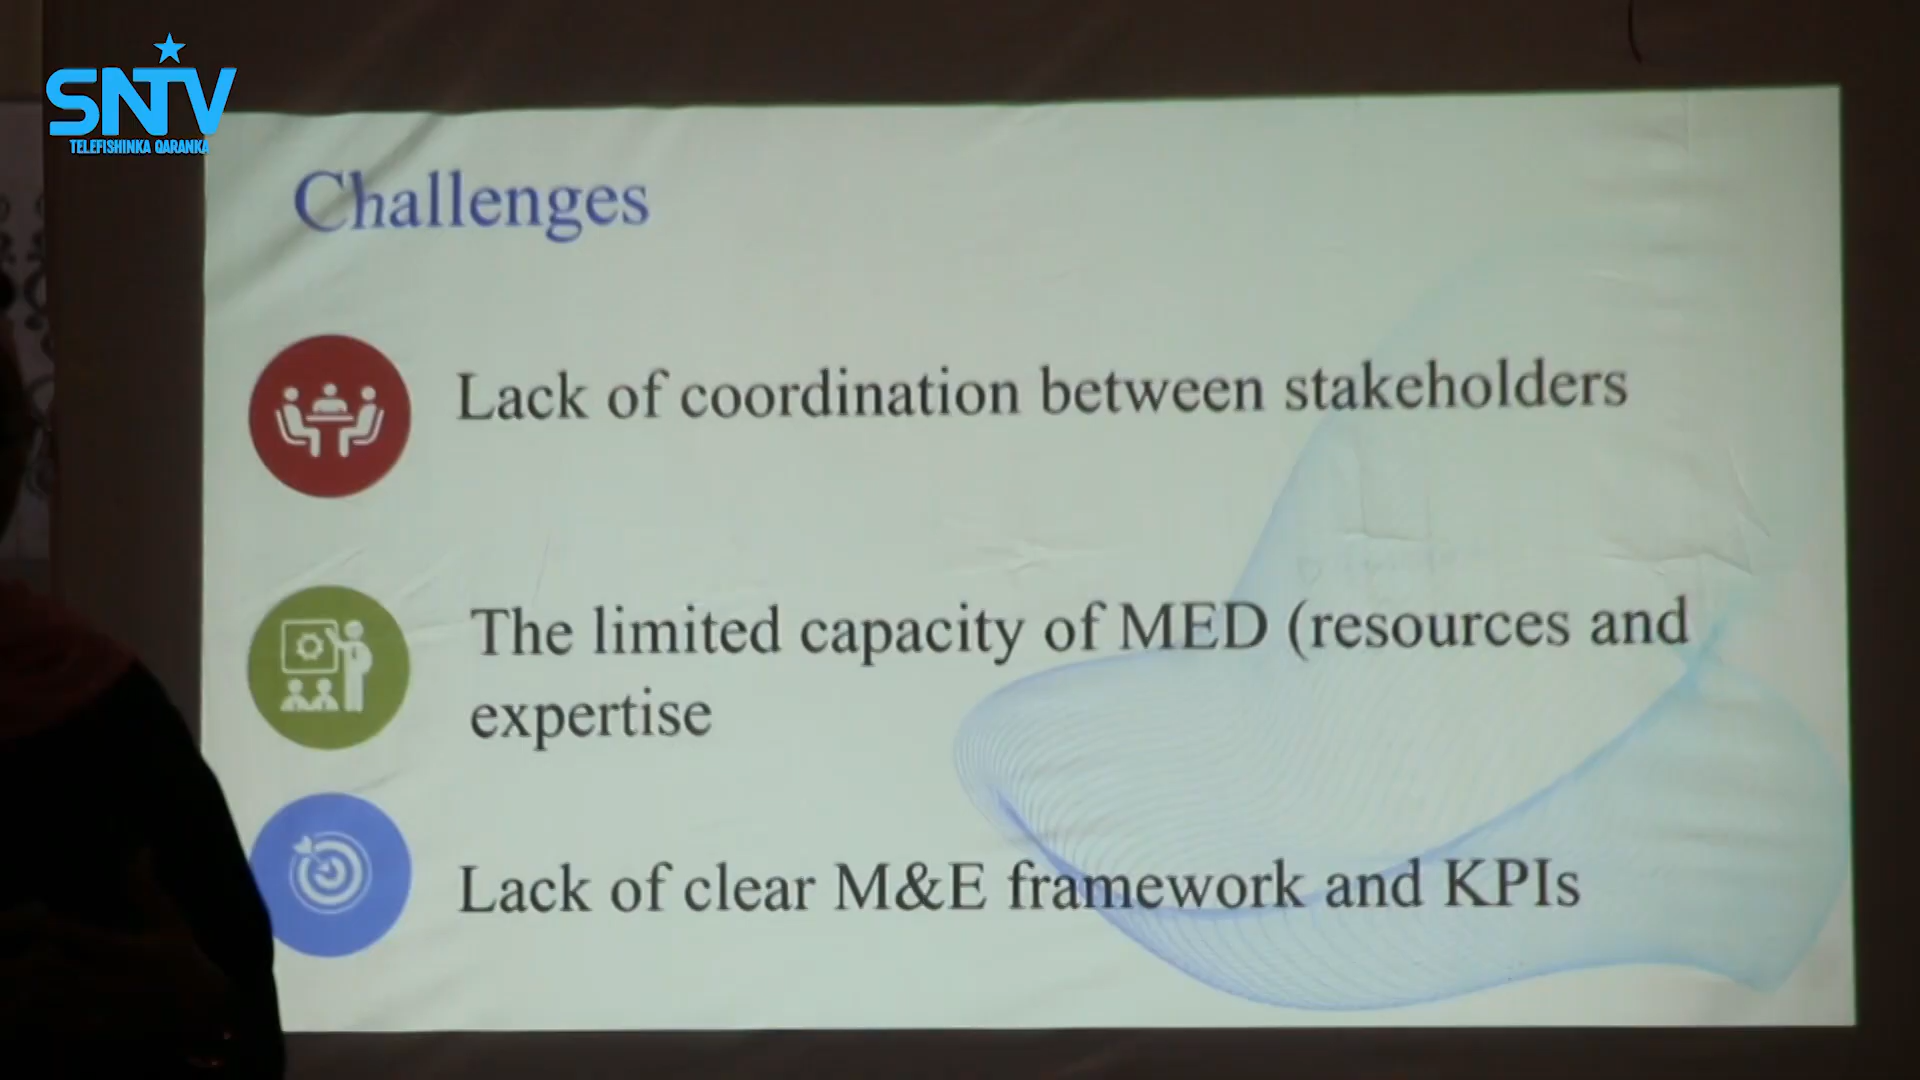 SNTV
TELEFISHINKA QARANKA
Challenges
Lack of coordination between stakeholders
The limited capacity of MED (resources and
expertise
Lack of clear M&E framework and KPIs